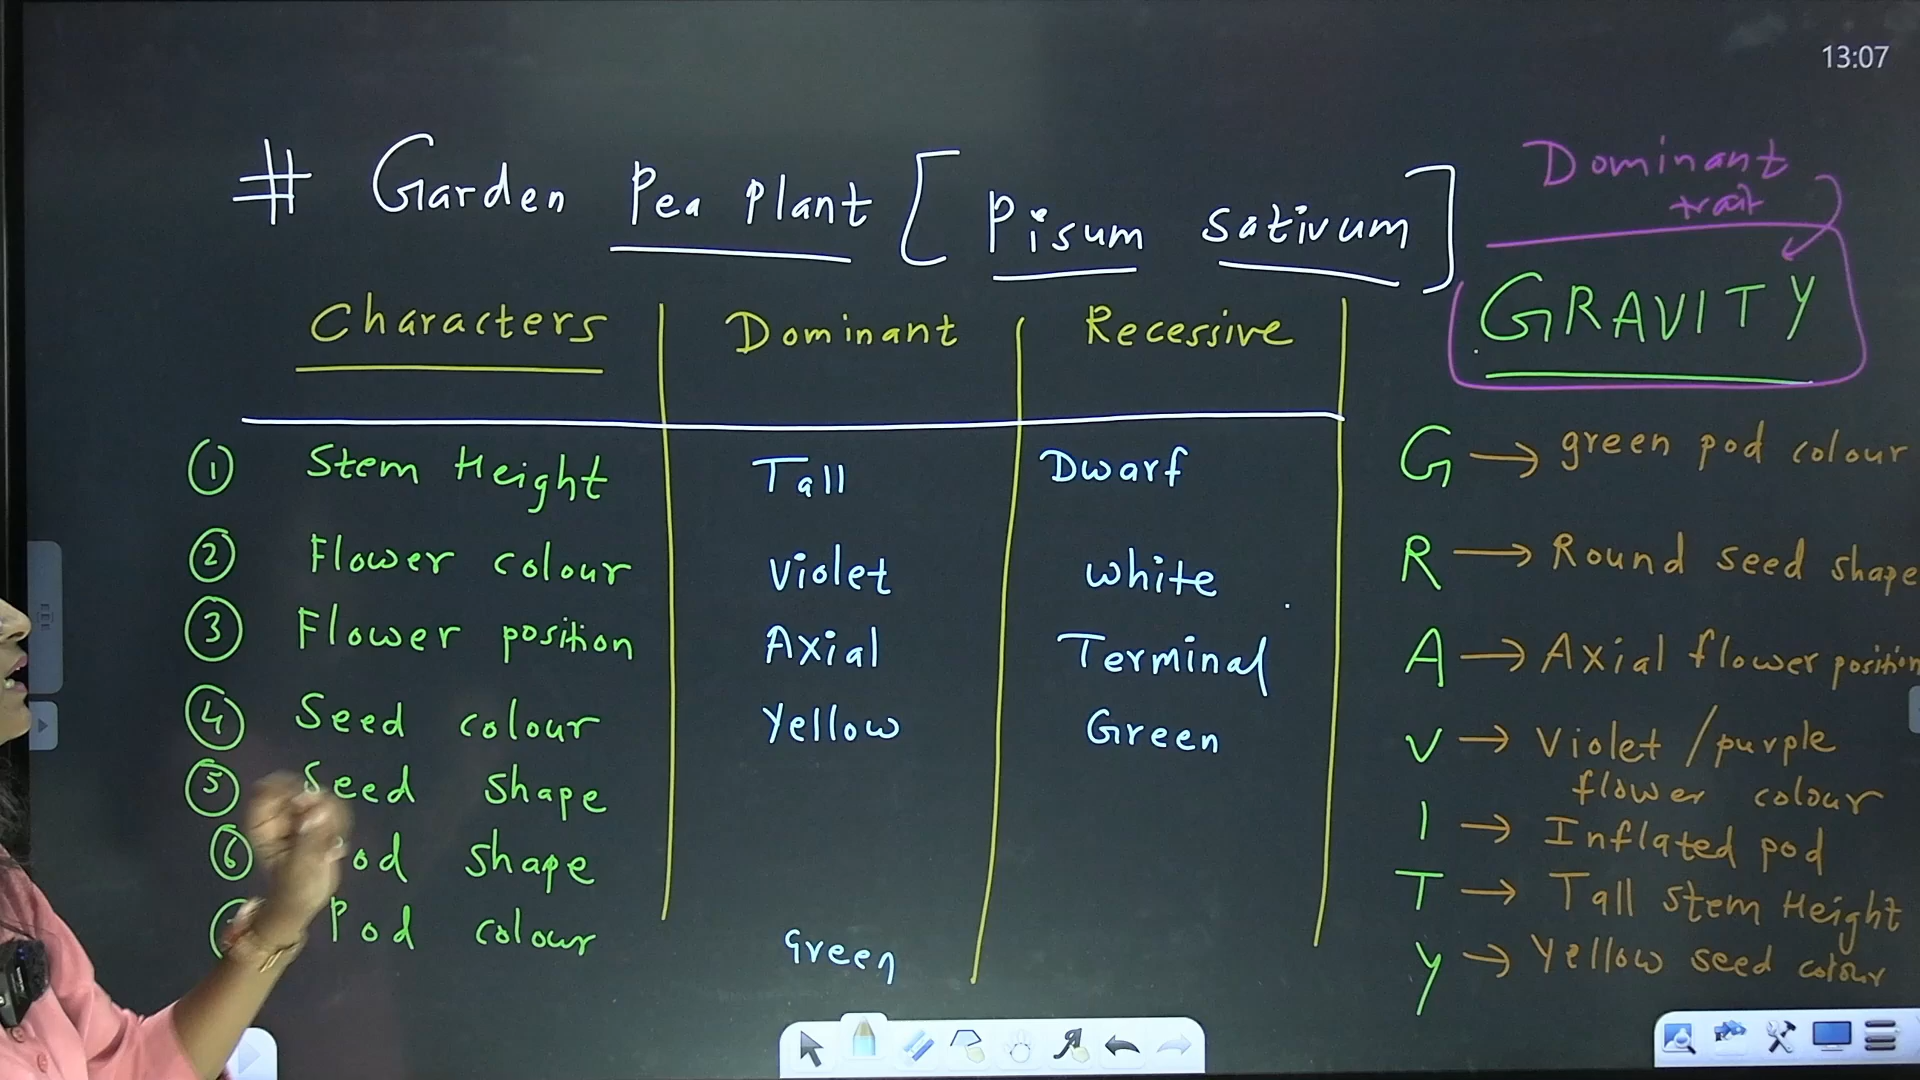 13:07
# Garden Pea Plant [Pisum sativum]
Dominant
trait
GRAVITY
Characters Dominant Recessive
① Stem Height Tall Dwarf
② Flower colour Violet white
③ Flower position Axial Terminal
④ Seed colour Yellow Green
⑤ Seed shape
⑥ Pod shape
Pod colour Green
G → green pod colour
R → Round seed shape
A → Axial flower position
V → Violet / purple
flower colour
I → Inflated pod
T → Tall stem Height
Y → Yellow seed colour